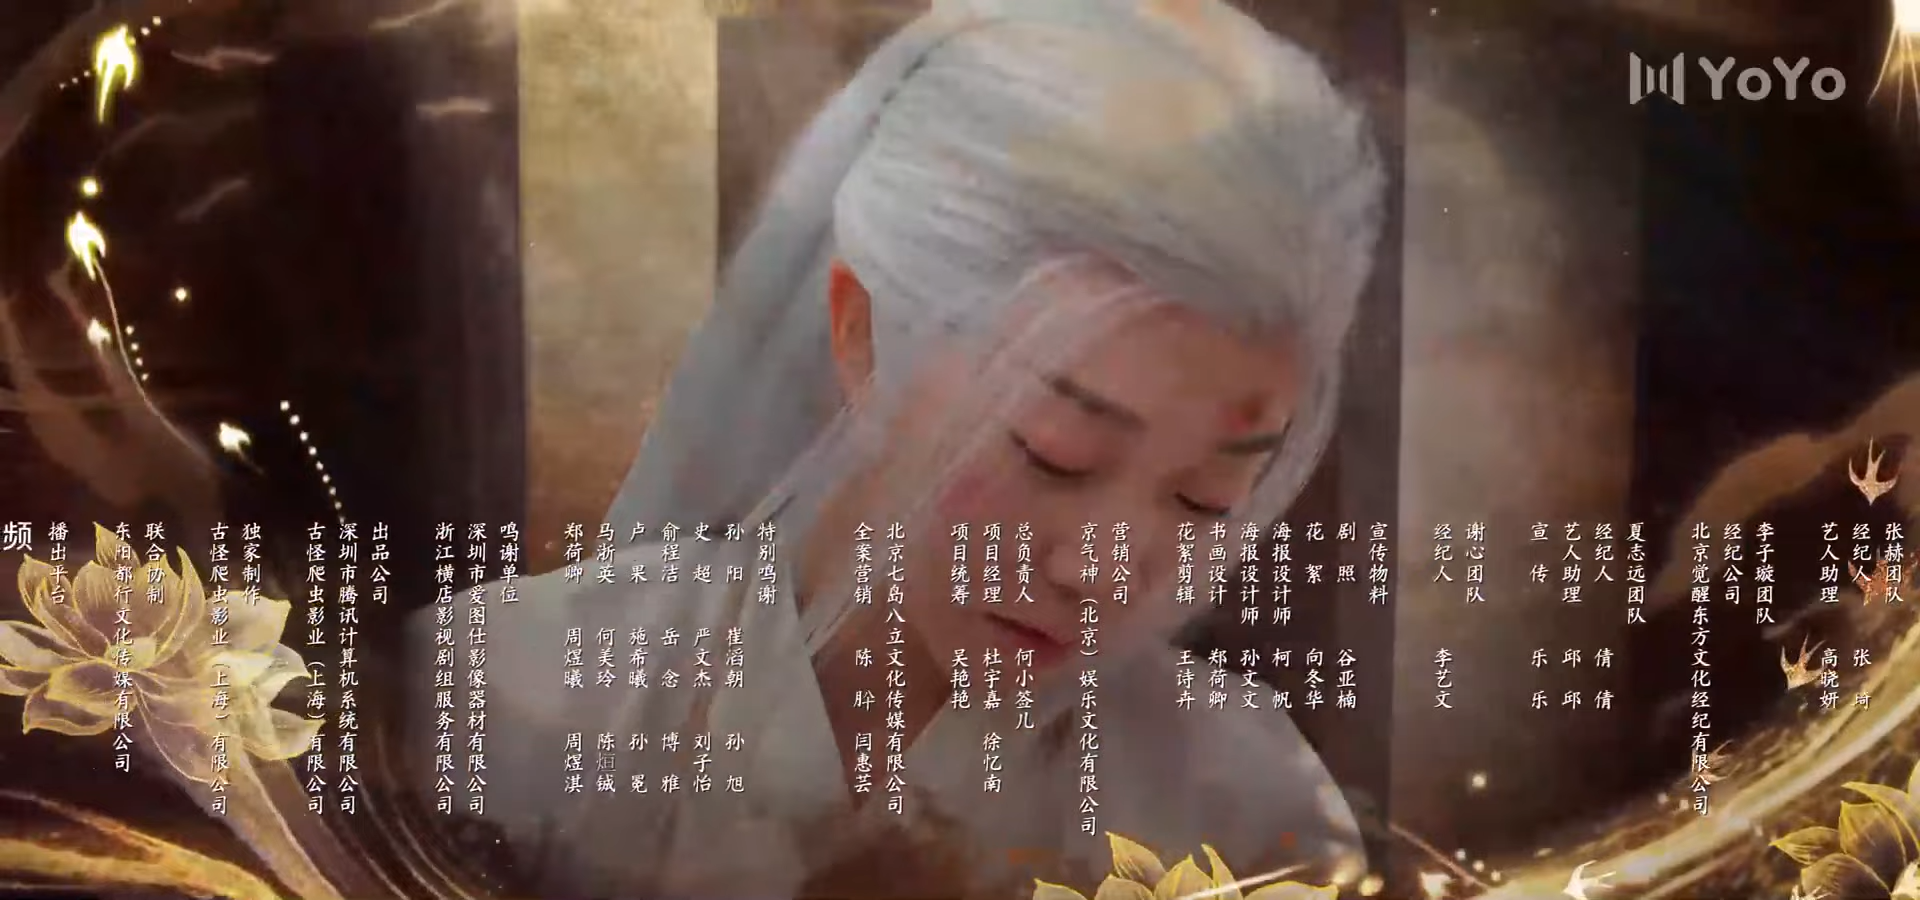 YoYo
张赫团队
经纪人 张琦
艺人助理 高晓妍
李子璇团队
经纪公司
北京觉醒东方文化经纪有限公司
夏志远团队
经纪人 倩倩
艺人助理 邱邱
宣传 乐乐
谢心团队
经纪人 李艺文
宣传物料
剧照 谷亚楠
花絮 向冬华
海报设计师 柯帆
海报设计师 孙文文
书画设计 郑荷卿
花絮剪辑 王诗卉
营销公司
京气神（北京）娱乐文化有限公司
总负责人 何小签儿
项目经理 杜宇嘉 徐忆南
项目统筹 吴艳艳
北京七岛八立文化传媒有限公司
全案营销 陈 闫惠芸
特别鸣谢
孙阳 崔滔朝 孙旭
史超 严文杰 刘子怡
俞程洁 岳念 博雅
卢果 施希曦 孙冕
马浙英 何美玲 陈烜铖
郑荷卿 周煜曦 周煜淇
鸣谢单位
深圳市爱图仕影像器材有限公司
浙江横店影视剧组服务有限公司
出品公司
深圳市腾讯计算机系统有限公司
古怪爬虫影业（上海）有限公司
独家制作
古怪爬虫影业（上海）有限公司
联合协制
东阳都行文化传媒有限公司
播出平台
频